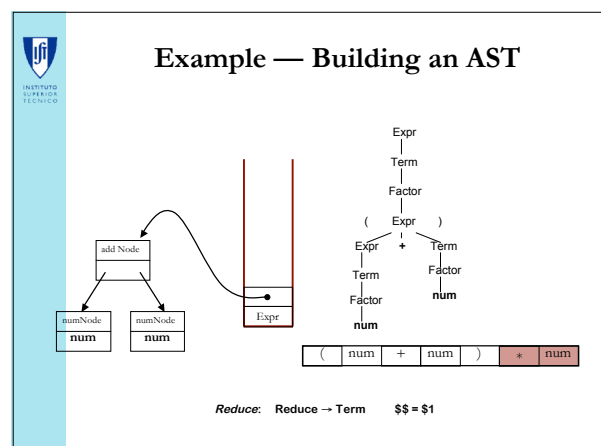 Example — Building an AST
INSTITUTO
SUPERIOR
TECNICO
Expr
Term
Factor
( Expr )
Expr + Term
Term Factor
Factor num
num
add Node
numNode numNode
num num
Expr
( num + num ) * num
Reduce: Reduce → Term $$ = $1